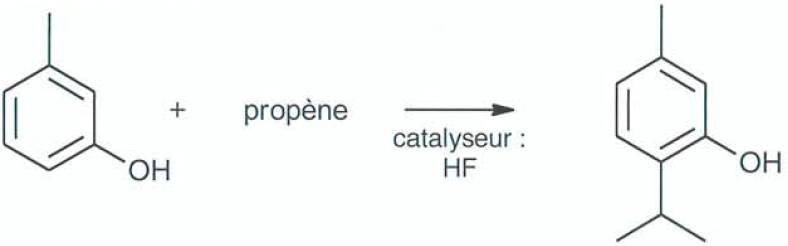 + propène
catalyseur :
HF
OH
OH